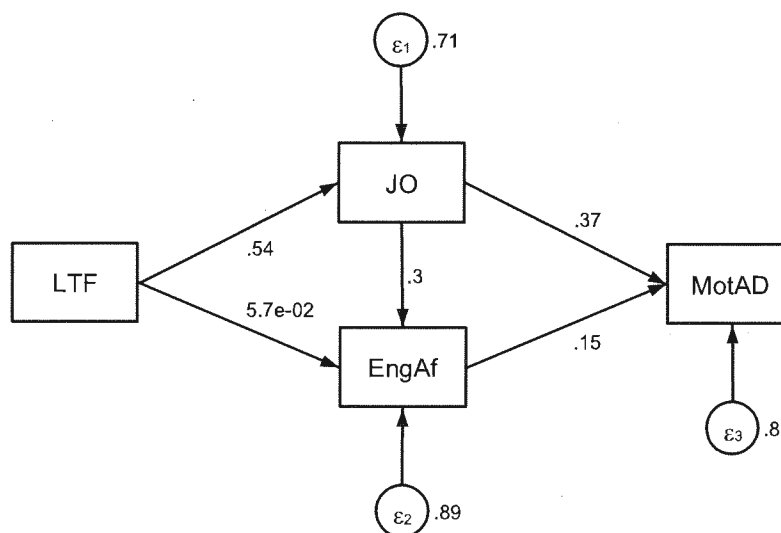 ε1 .71
JO
.54
.37
LTF
.3
MotAD
5.7e-02
.15
EngAf
ε3 .8
ε2 .89